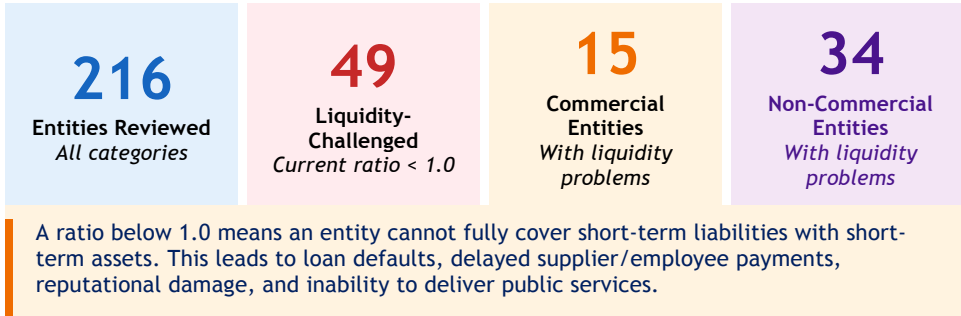 216
Entities Reviewed
All categories
49
Liquidity-
Challenged
Current ratio < 1.0
15
Commercial
Entities
With liquidity
problems
34
Non-Commercial
Entities
With liquidity
problems
A ratio below 1.0 means an entity cannot fully cover short-term liabilities with short-
term assets. This leads to loan defaults, delayed supplier/employee payments,
reputational damage, and inability to deliver public services.